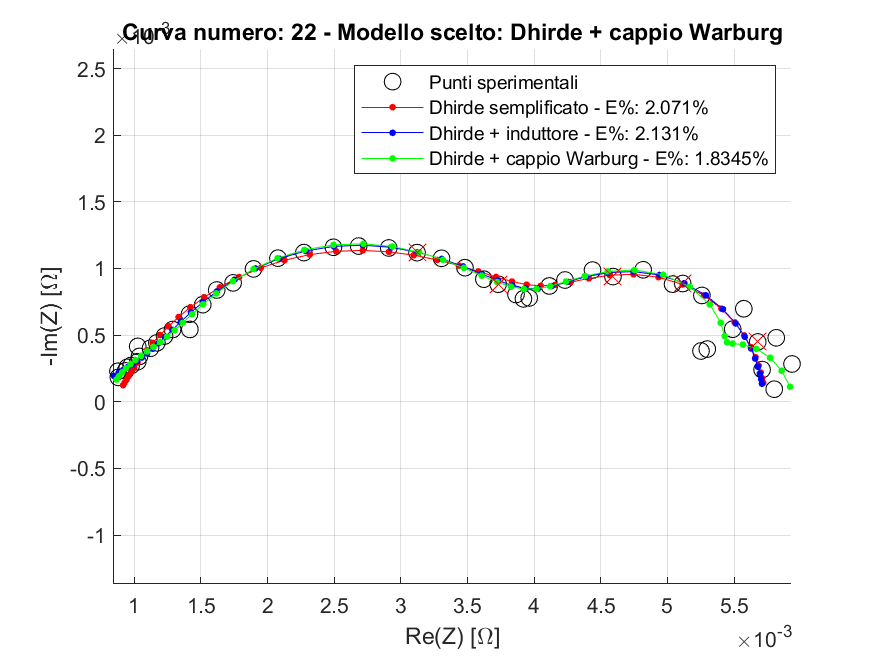 Curva numero: 22 - Modello scelto: Dhirde + cappio Warburg
×10-3
Punti sperimentali
Dhirde semplificato - E%: 2.071%
Dhirde + induttore - E%: 2.131%
Dhirde + cappio Warburg - E%: 1.8345%
2.5
2
1.5
1
0.5
0
-0.5
-1
-Im(Z) [Ω]
1 1.5 2 2.5 3 3.5 4 4.5 5 5.5
Re(Z) [Ω]
×10-3